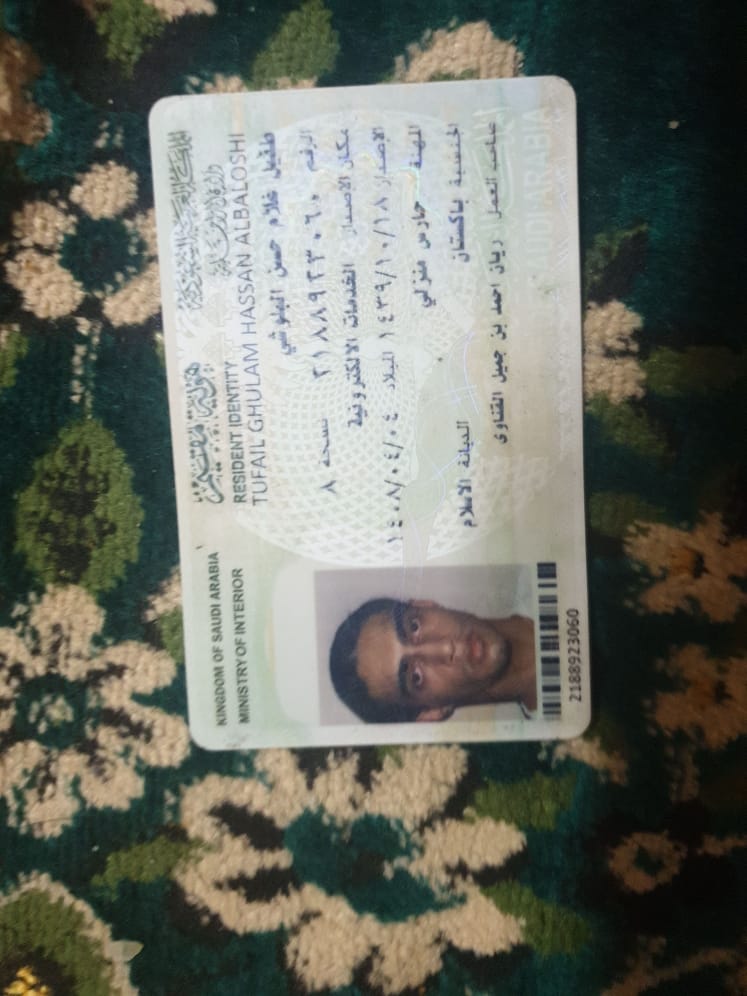 KINGDOM OF SAUDI ARABIA
MINISTRY OF INTERIOR
المملكة العربية السعودية
وزارة الداخلية
هوية مقيم
RESIDENT IDENTITY
TUFAIL GHULAM HASSAN ALBALOSHI
طفيل غلام حسن البلوشي
الرقم ٢١٨٨٩٢٣٠٦٠ نسخة ٨
مكان الاصدار الخدمات الالكترونية
الاصدار ١٤٣٩/١٠/١٨ الميلاد ١٤٠٨/٠٤/٠٤
المهنة حارس منزلي
الجنسية باكستان الديانة الاسلام
صاحب العمل ريان احمد بن جميل القناوى
SAUDI ARABIA
2188923060